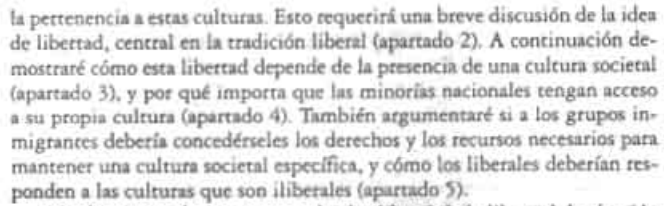 la pertenencia a estas culturas. Esto requerirá una breve discusión de la idea
de libertad, central en la tradición liberal (apartado 2). A continuación de-
mostraré cómo esta libertad depende de la presencia de una cultura societal
(apartado 3), y por qué importa que las minorías nacionales tengan acceso
a su propia cultura (apartado 4). También argumentaré si a los grupos in-
migrantes debería concedérseles los derechos y los recursos necesarios para
mantener una cultura societal específica, y cómo los liberales deberían res-
ponden a las culturas que son iliberales (apartado 5).